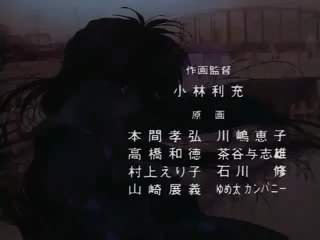 作画監督
小林利充
原画
本間孝弘 川嶋恵子
高橋和徳 茶谷与志雄
村上えり子 石川 修
山崎展義 ゆめ太カンパニー